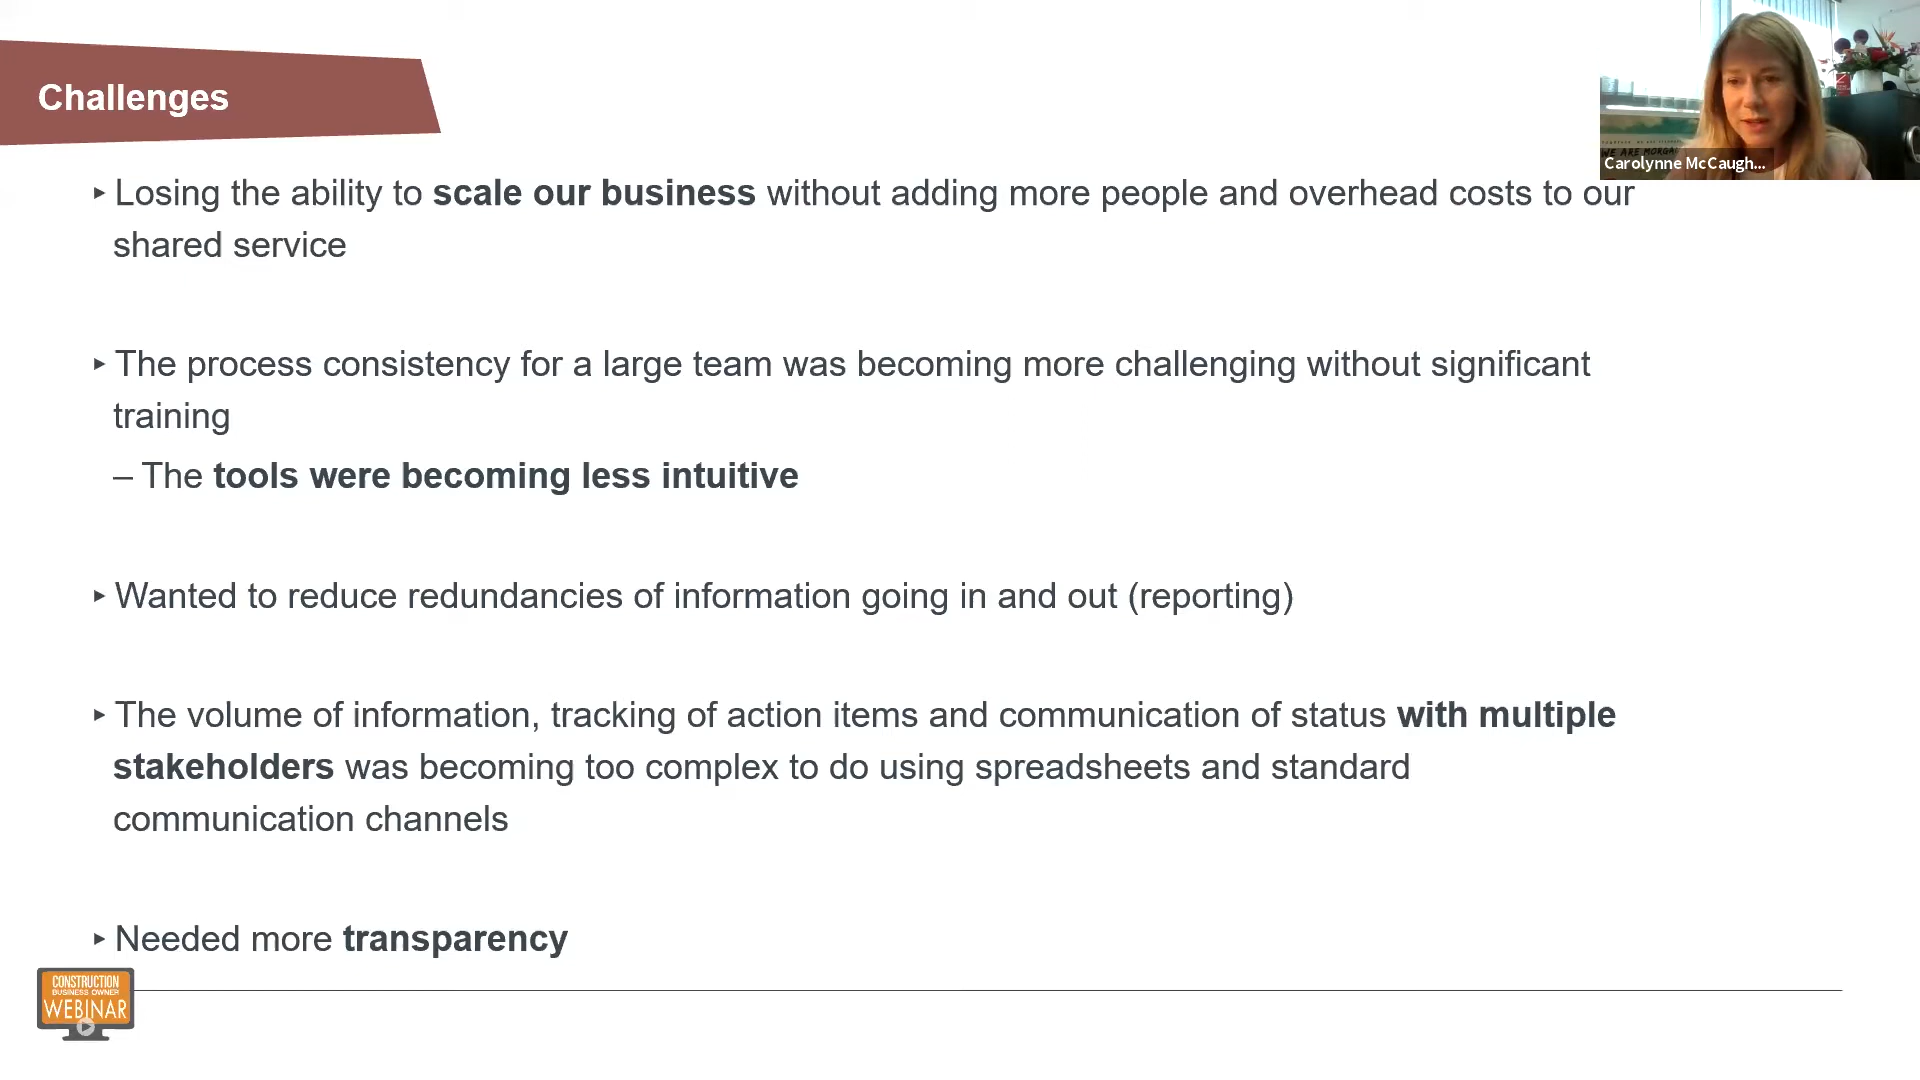 Challenges
Carolynne McCaugh...
WE ARE MORGA
▸ Losing the ability to scale our business without adding more people and overhead costs to our
shared service
▸ The process consistency for a large team was becoming more challenging without significant
training
– The tools were becoming less intuitive
▸ Wanted to reduce redundancies of information going in and out (reporting)
▸ The volume of information, tracking of action items and communication of status with multiple
stakeholders was becoming too complex to do using spreadsheets and standard
communication channels
▸ Needed more transparency
CONSTRUCTION
BUSINESS OWNER
WEBINAR